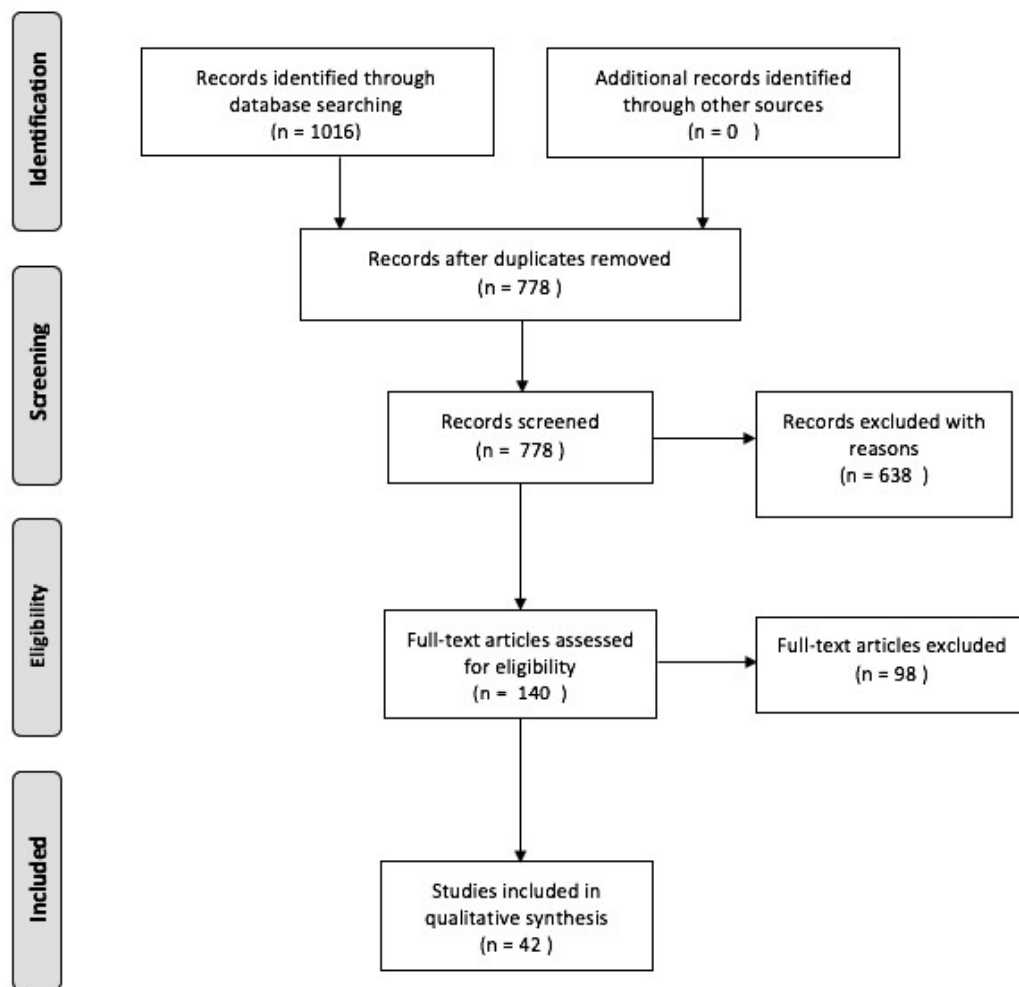 Identification
Records identified through
database searching
(n = 1016)
Additional records identified
through other sources
(n = 0 )
Records after duplicates removed
(n = 778 )
Screening
Records screened
(n = 778 )
Records excluded with
reasons
(n = 638 )
Eligibility
Full-text articles assessed
for eligibility
(n = 140 )
Full-text articles excluded
(n = 98 )
Included
Studies included in
qualitative synthesis
(n = 42 )